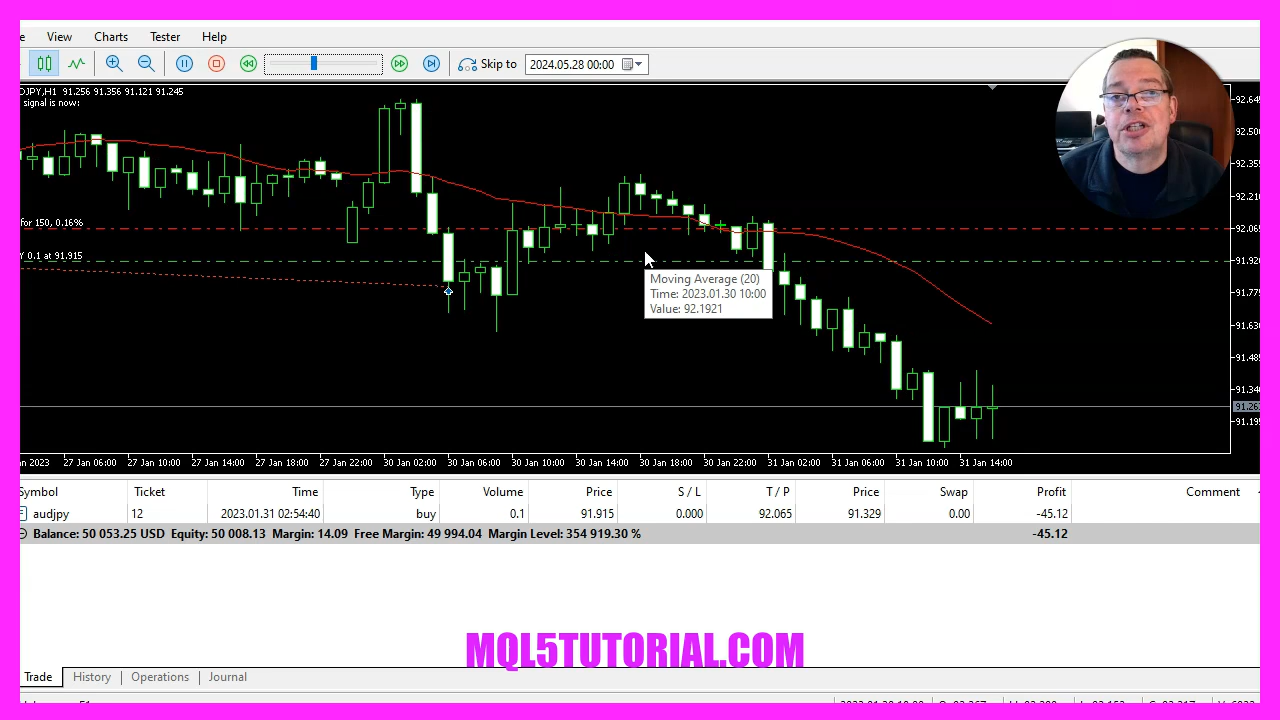 View Charts Tester Help
Skip to 2024.05.28 00:00
DJPY,H1 91.256 91.356 91.121 91.245
signal is now:
92.645
92.500
92.355
92.210
for 150, 0.16%
92.065
Y 0.1 at 91.915
91.920
Moving Average (20)
Time: 2023.01.30 10:00
Value: 92.1921
91.775
91.630
91.485
91.340
91.195
2023 27 Jan 06:00 27 Jan 10:00 27 Jan 14:00 27 Jan 18:00 27 Jan 22:00 30 Jan 02:00 30 Jan 06:00 30 Jan 10:00 30 Jan 14:00 30 Jan 18:00 30 Jan 22:00 31 Jan 02:00 31 Jan 06:00 31 Jan 10:00 31 Jan 14:00
Symbol Ticket Time Type Volume Price S / L T / P Price Swap Profit Comment
audjpy 12 2023.01.31 02:54:40 buy 0.1 91.915 0.000 92.065 91.329 0.00 -45.12
Balance: 50 053.25 USD Equity: 50 008.13 Margin: 14.09 Free Margin: 49 994.04 Margin Level: 354 919.30 % -45.12
MQL5TUTORIAL.COM
Trade History Operations Journal